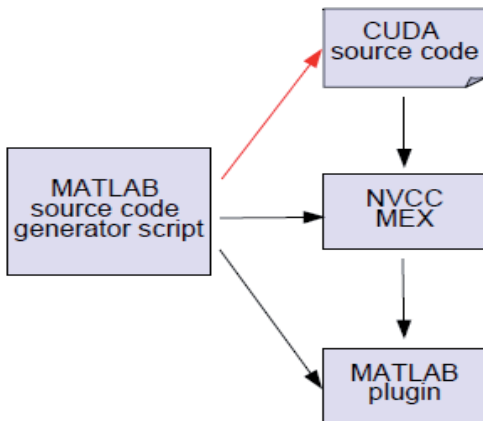 CUDA
source code
MATLAB
source code
generator script
NVCC
MEX
MATLAB
plugin